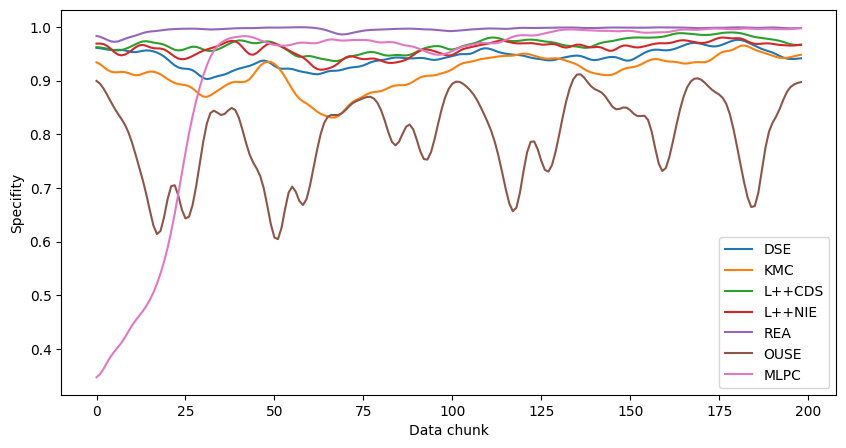 1.0
0.9
0.8
0.7
0.6
0.5
0.4
Specifity
0 25 50 75 100 125 150 175 200
Data chunk
DSE
KMC
L++CDS
L++NIE
REA
OUSE
MLPC